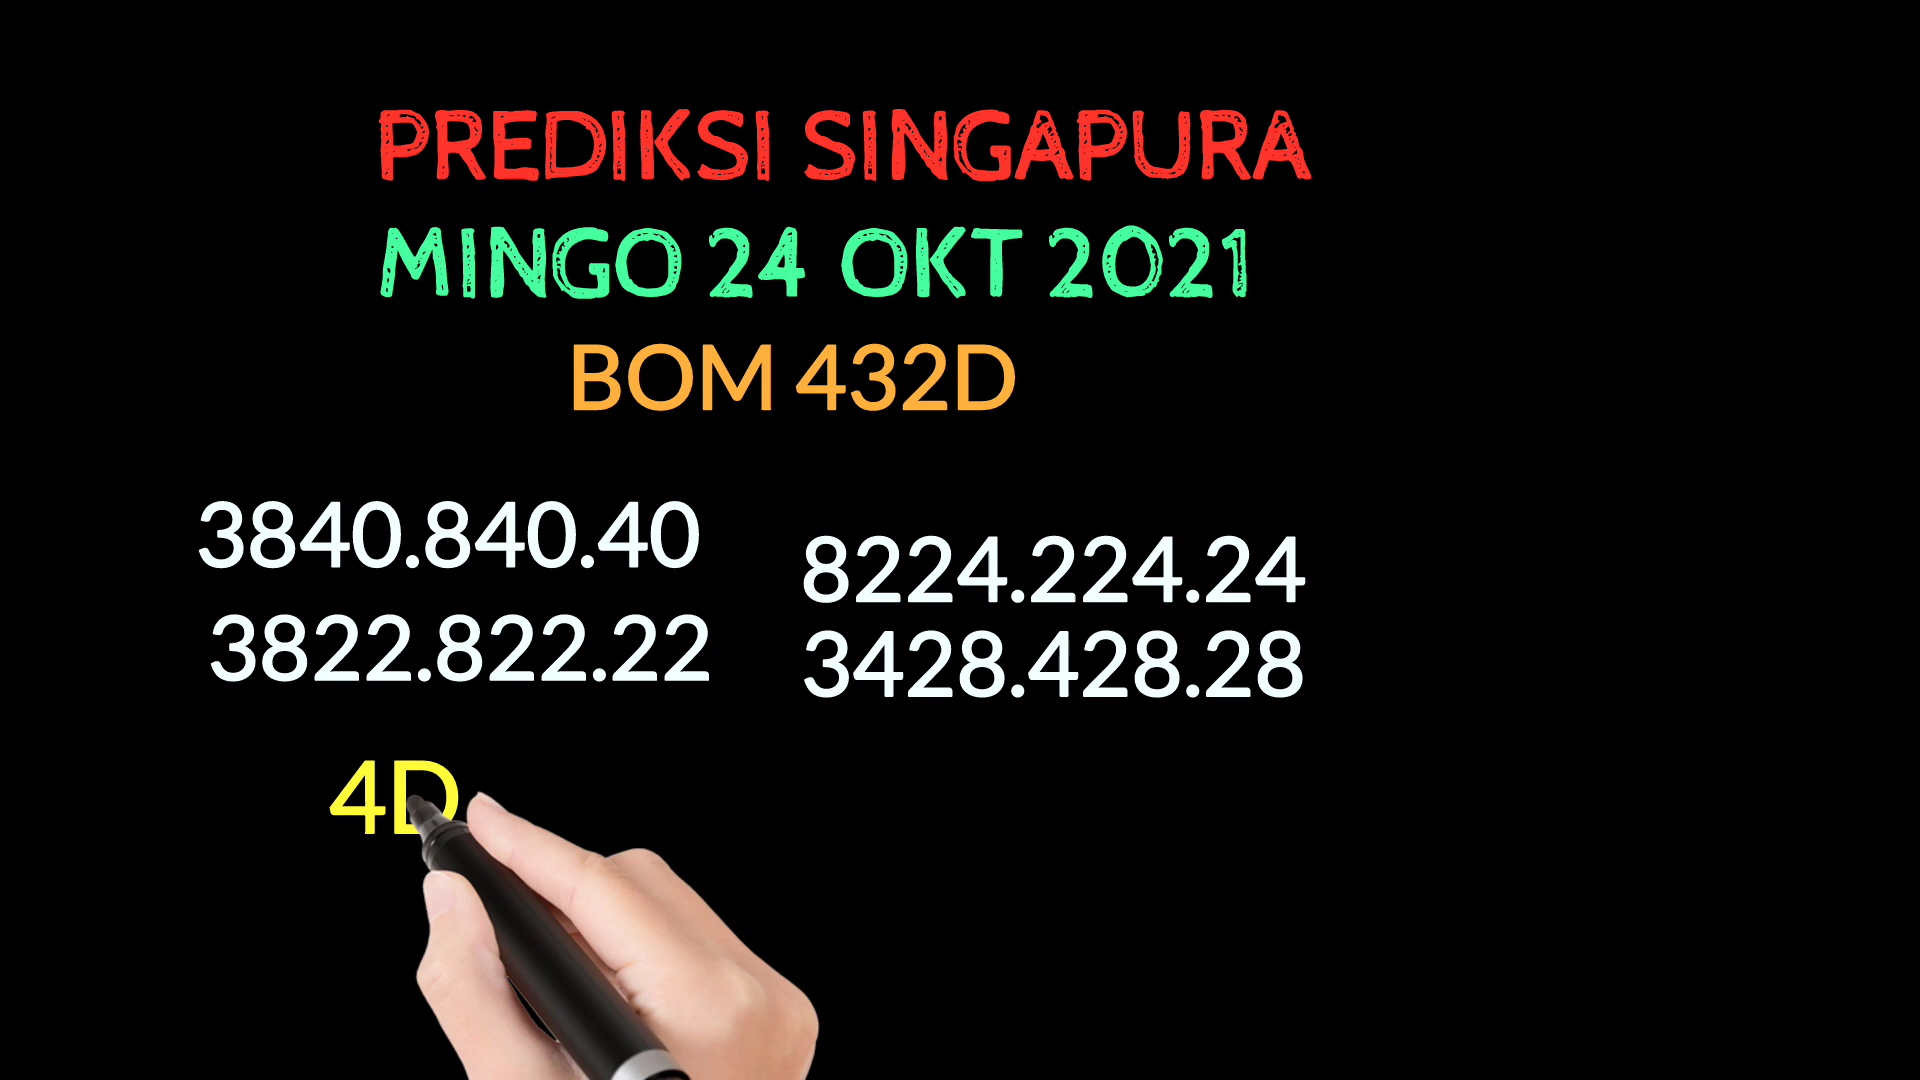 PREDIKSI SINGAPURA
MINGO 24 OKT 2021
BOM 432D
3840.840.40
3822.822.22
8224.224.24
3428.428.28
4D